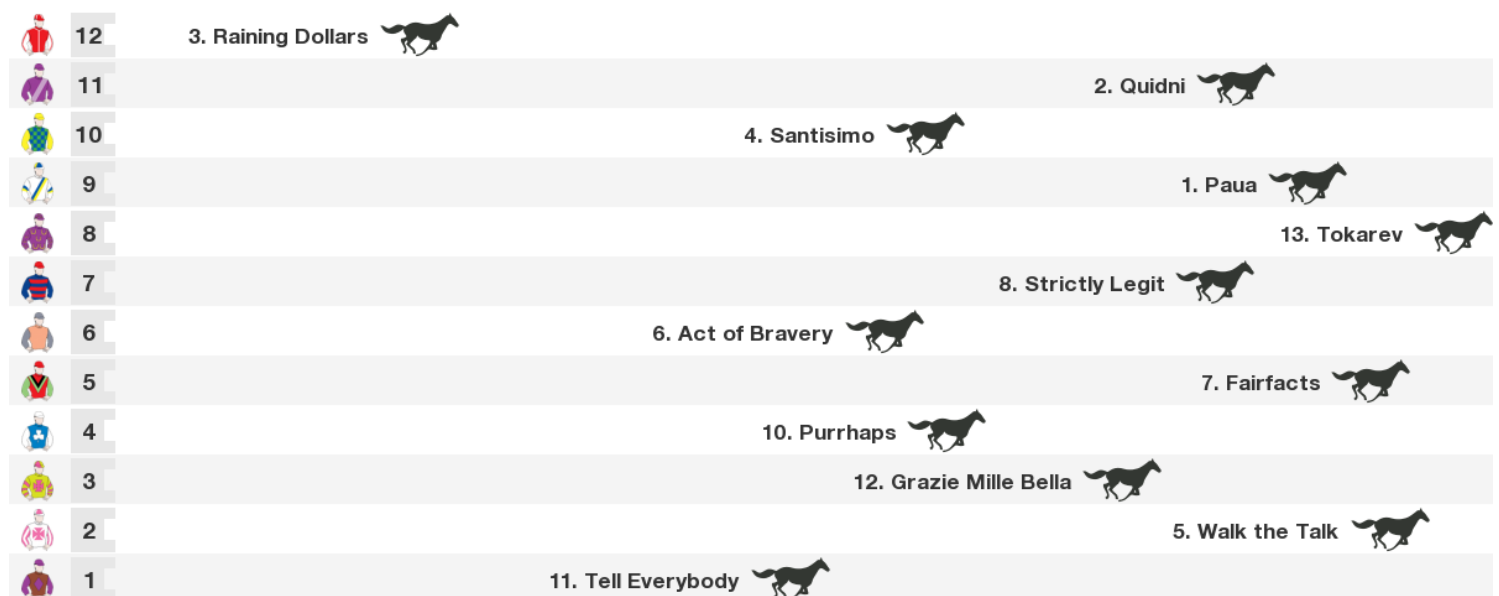 12 3. Raining Dollars
11 2. Quidni
10 4. Santisimo
9 1. Paua
8 13. Tokarev
7 8. Strictly Legit
6 6. Act of Bravery
5 7. Fairfacts
4 10. Purrhaps
3 12. Grazie Mille Bella
2 5. Walk the Talk
1 11. Tell Everybody